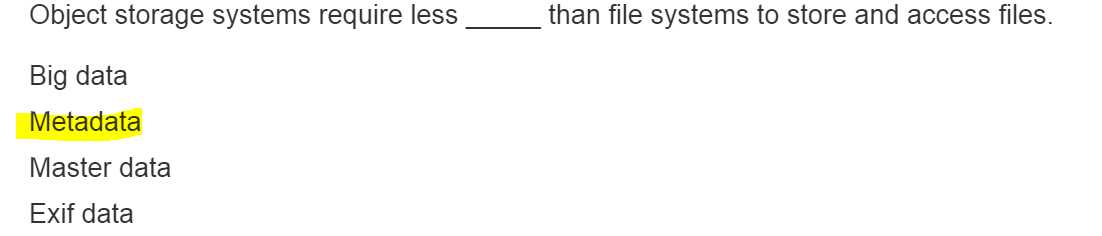 Object storage systems require less _____ than file systems to store and access files.
Big data
Metadata
Master data
Exif data